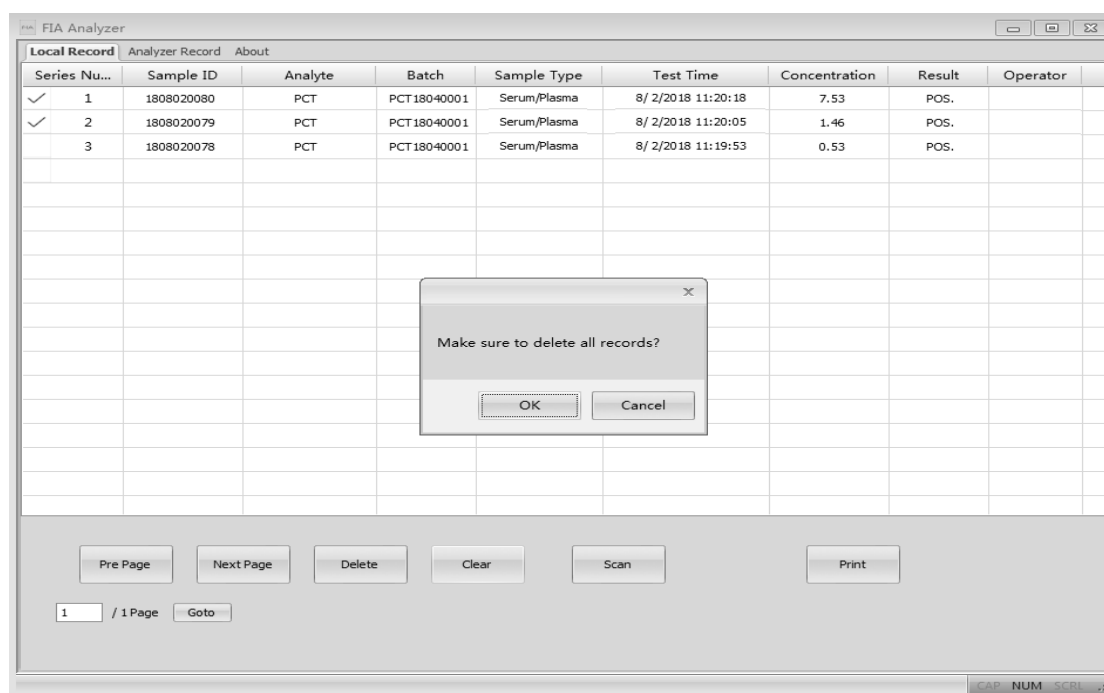 FIA FIA Analyzer
Local Record Analyzer Record About
Series Nu... Sample ID Analyte Batch Sample Type Test Time Concentration Result Operator
1 1808020080 PCT PCT18040001 Serum/Plasma 8/ 2/2018 11:20:18 7.53 POS.
2 1808020079 PCT PCT18040001 Serum/Plasma 8/ 2/2018 11:20:05 1.46 POS.
3 1808020078 PCT PCT18040001 Serum/Plasma 8/ 2/2018 11:19:53 0.53 POS.
Make sure to delete all records?
OK Cancel
Pre Page Next Page Delete Clear Scan Print
1 / 1 Page Goto
CAP NUM SCRL